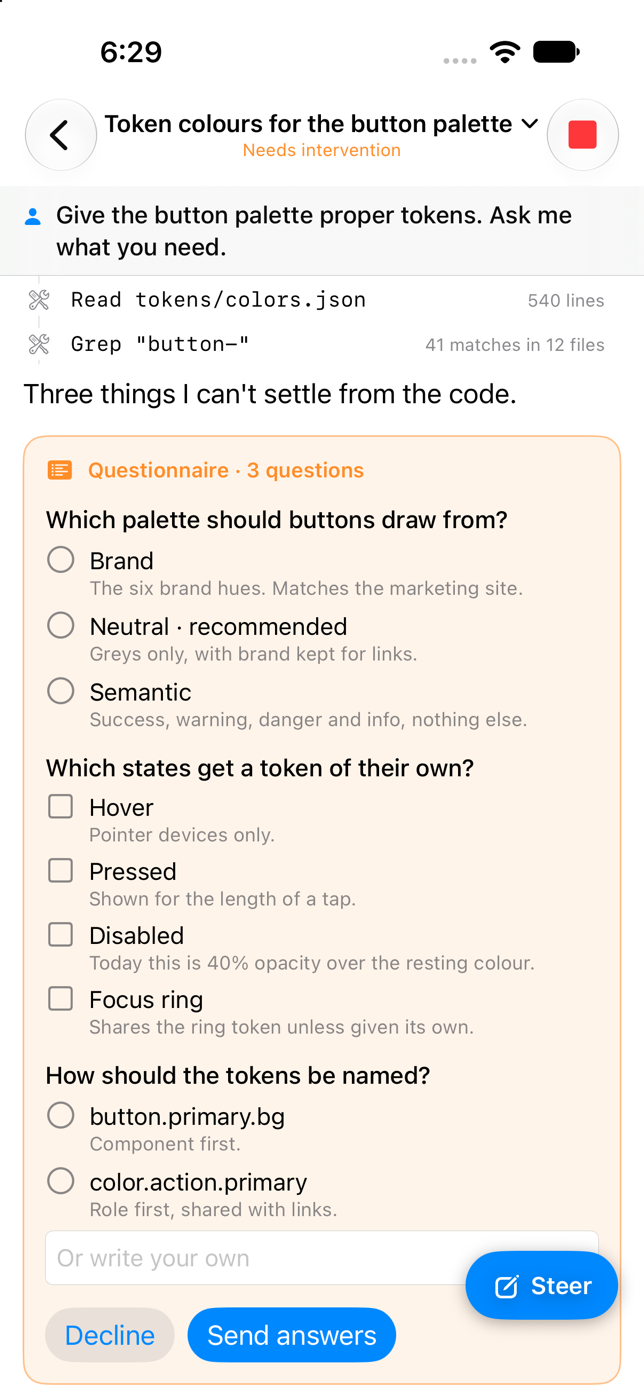 6:29
Token colours for the button palette
Needs intervention
Give the button palette proper tokens. Ask me
what you need.
Read tokens/colors.json 540 lines
Grep "button-" 41 matches in 12 files
Three things I can't settle from the code.
Questionnaire · 3 questions
Which palette should buttons draw from?
Brand
The six brand hues. Matches the marketing site.
Neutral · recommended
Greys only, with brand kept for links.
Semantic
Success, warning, danger and info, nothing else.
Which states get a token of their own?
Hover
Pointer devices only.
Pressed
Shown for the length of a tap.
Disabled
Today this is 40% opacity over the resting colour.
Focus ring
Shares the ring token unless given its own.
How should the tokens be named?
button.primary.bg
Component first.
color.action.primary
Role first, shared with links.
Or write your own
Steer
Decline
Send answers